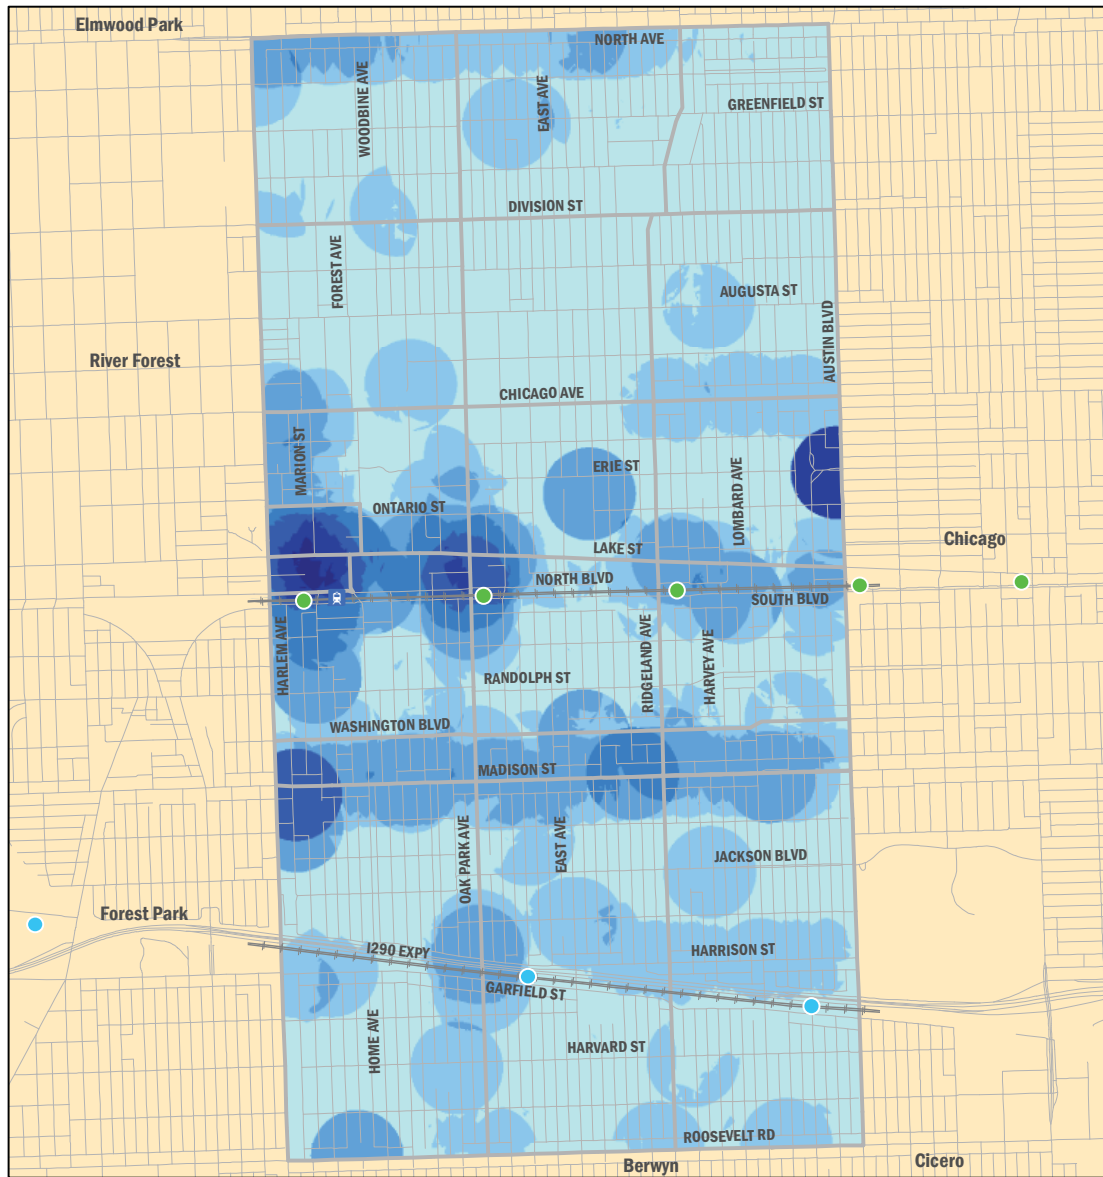 Elmwood Park
NORTH AVE
WOODBINE AVE
EAST AVE
GREENFIELD ST
DIVISION ST
FOREST AVE
AUGUSTA ST
AUSTIN BLVD
River Forest
CHICAGO AVE
MARION ST
ERIE ST
LOMBARD AVE
ONTARIO ST
LAKE ST
Chicago
NORTH BLVD
SOUTH BLVD
HARLEM AVE
RIDGELAND AVE
HARVEY AVE
RANDOLPH ST
WASHINGTON BLVD
MADISON ST
OAK PARK AVE
EAST AVE
JACKSON BLVD
Forest Park
I290 EXPY
HARRISON ST
GARFIELD ST
HOME AVE
HARVARD ST
ROOSEVELT RD
Berwyn
Cicero